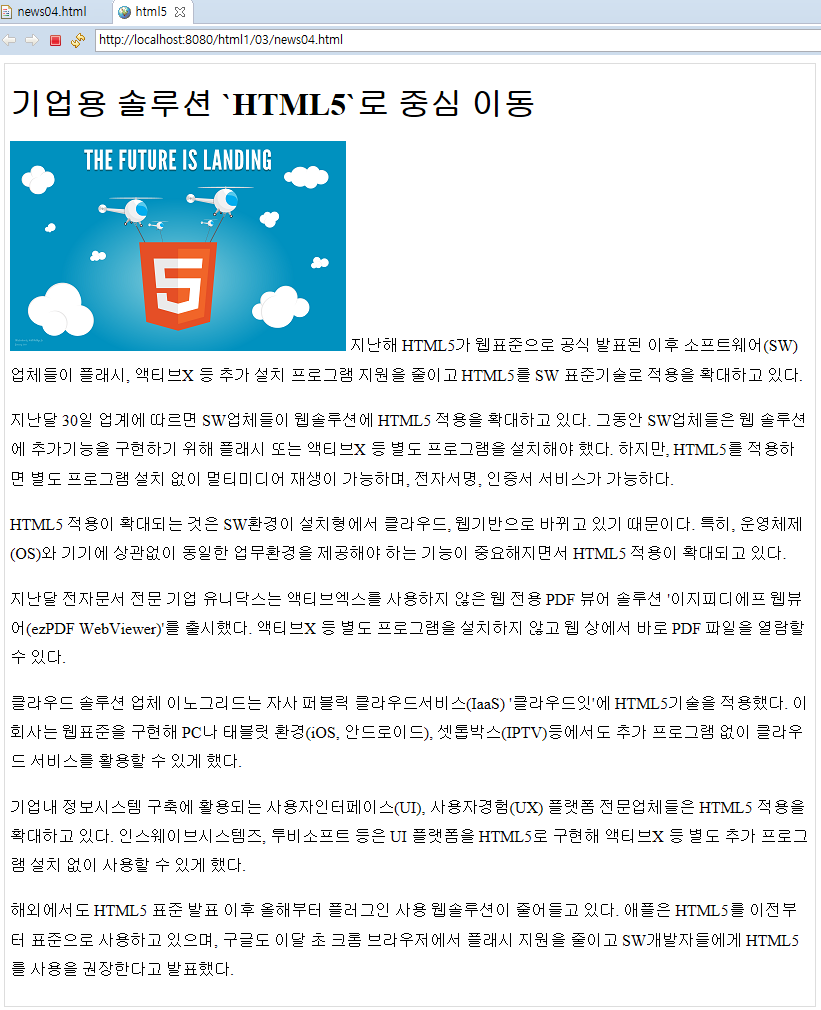 news04.html
html5
http://localhost:8080/html1/03/news04.html
기업용 솔루션 `HTML5`로 중심 이동
THE FUTURE IS LANDING
5
지난해 HTML5가 웹표준으로 공식 발표된 이후 소프트웨어(SW)
업체들이 플래시, 액티브X 등 추가 설치 프로그램 지원을 줄이고 HTML5를 SW 표준기술로 적용을 확대하고 있다.
지난달 30일 업계에 따르면 SW업체들이 웹솔루션에 HTML5 적용을 확대하고 있다. 그동안 SW업체들은 웹 솔루션
에 추가기능을 구현하기 위해 플래시 또는 액티브X 등 별도 프로그램을 설치해야 했다. 하지만, HTML5를 적용하
면 별도 프로그램 설치 없이 멀티미디어 재생이 가능하며, 전자서명, 인증서 서비스가 가능하다.
HTML5 적용이 확대되는 것은 SW환경이 설치형에서 클라우드, 웹기반으로 바뀌고 있기 때문이다. 특히, 운영체제
(OS)와 기기에 상관없이 동일한 업무환경을 제공해야 하는 기능이 중요해지면서 HTML5 적용이 확대되고 있다.
지난달 전자문서 전문 기업 유니닥스는 액티브엑스를 사용하지 않은 웹 전용 PDF 뷰어 솔루션 '이지피디에프 웹뷰
어(ezPDF WebViewer)'를 출시했다. 액티브X 등 별도 프로그램을 설치하지 않고 웹 상에서 바로 PDF 파일을 열람할
수 있다.
클라우드 솔루션 업체 이노그리드는 자사 퍼블릭 클라우드서비스(IaaS) '클라우드잇'에 HTML5기술을 적용했다. 이
회사는 웹표준을 구현해 PC나 태블릿 환경(iOS, 안드로이드), 셋톱박스(IPTV)등에서도 추가 프로그램 없이 클라우
드 서비스를 활용할 수 있게 했다.
기업내 정보시스템 구축에 활용되는 사용자인터페이스(UI), 사용자경험(UX) 플랫폼 전문업체들은 HTML5 적용을
확대하고 있다. 인스웨이브시스템즈, 투비소프트 등은 UI 플랫폼을 HTML5로 구현해 액티브X 등 별도 추가 프로그
램 설치 없이 사용할 수 있게 했다.
해외에서도 HTML5 표준 발표 이후 올해부터 플러그인 사용 웹솔루션이 줄어들고 있다. 애플은 HTML5를 이전부
터 표준으로 사용하고 있으며, 구글도 이달 초 크롬 브라우저에서 플래시 지원을 줄이고 SW개발자들에게 HTML5
를 사용을 권장한다고 발표했다.